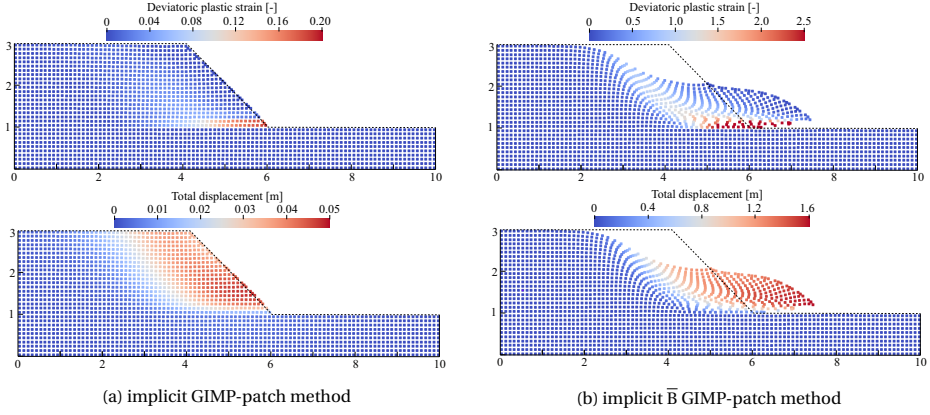 Deviatoric plastic strain [-]
0 0.04 0.08 0.12 0.16 0.20
3
2
1
0 2 4 6 8 10
Total displacement [m]
0 0.01 0.02 0.03 0.04 0.05
3
2
1
0 2 4 6 8 10
(a) implicit GIMP-patch method
Deviatoric plastic strain [-]
0 0.5 1.0 1.5 2.0 2.5
3
2
1
0 2 4 6 8 10
Total displacement [m]
0 0.4 0.8 1.2 1.6
3
2
1
0 2 4 6 8 10
(b) implicit B̅ GIMP-patch method